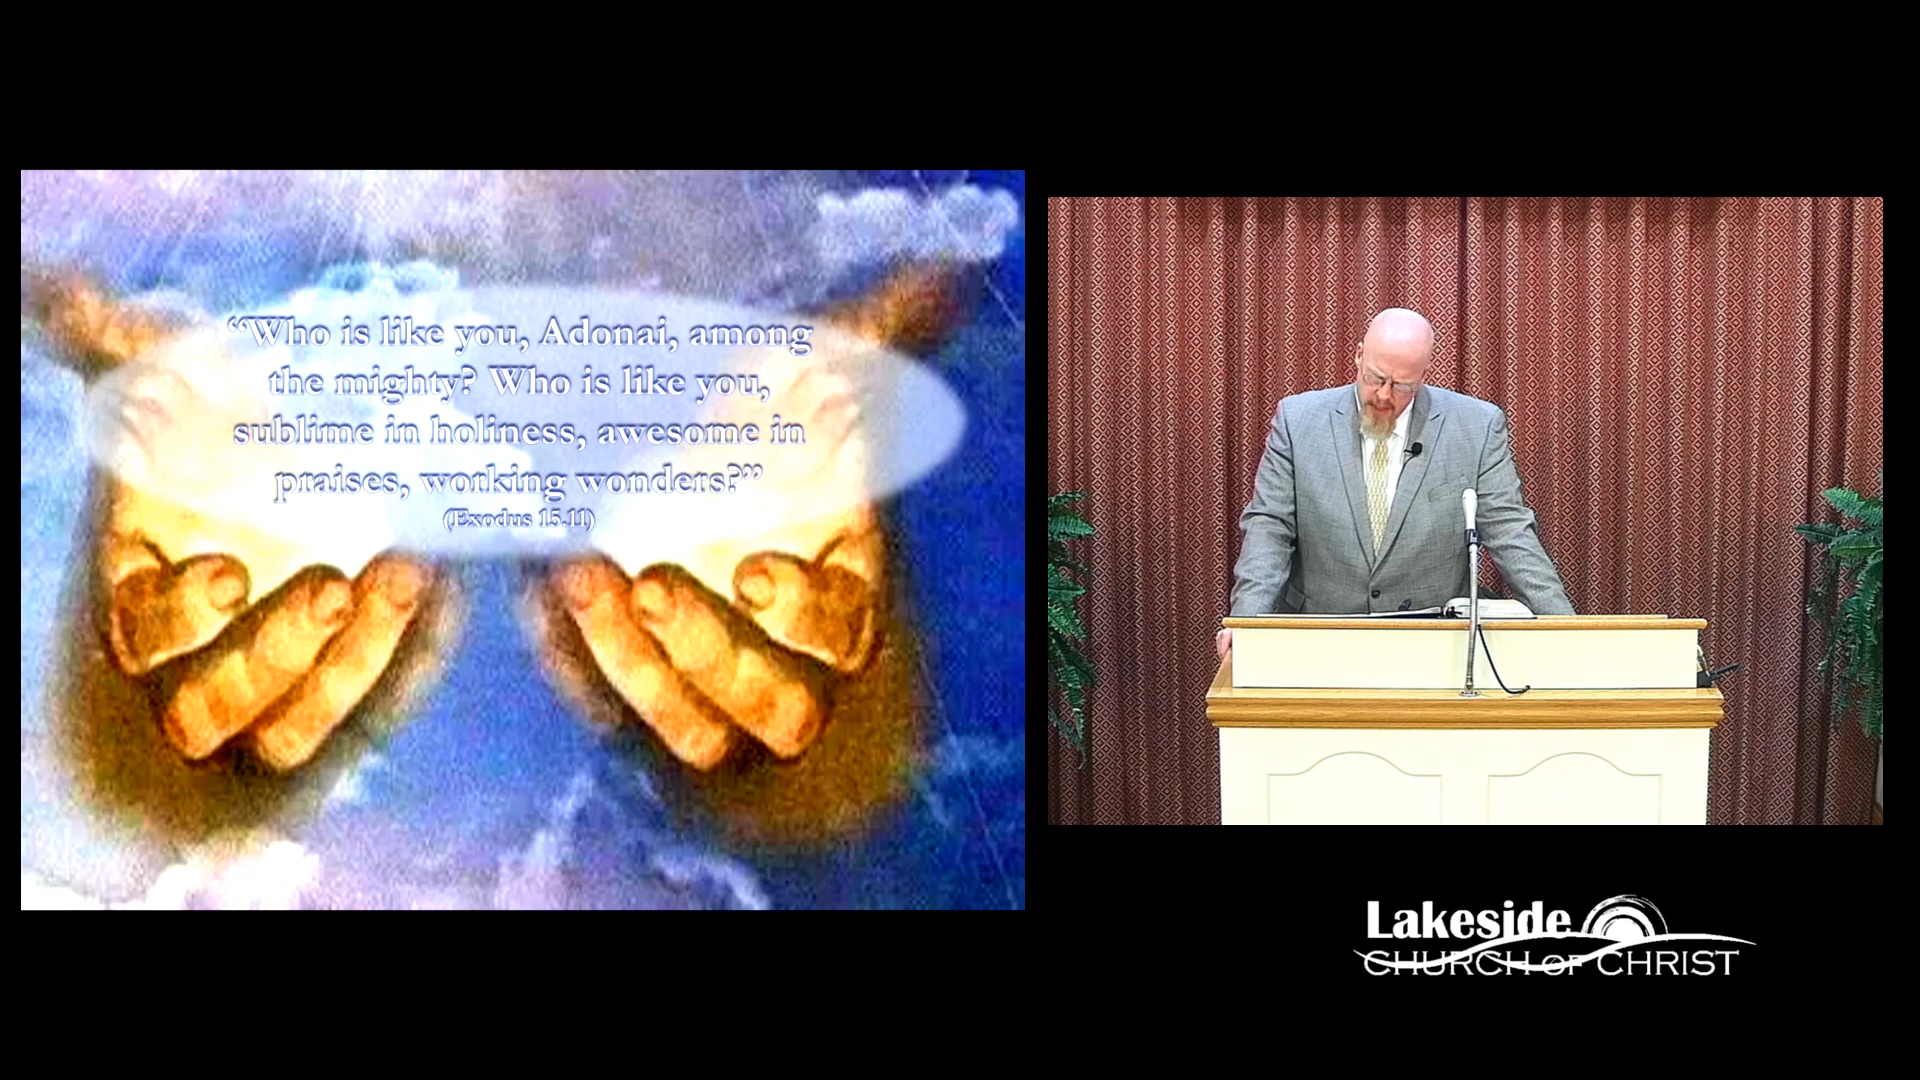 “Who is like you, Adonai, among
the mighty? Who is like you,
sublime in holiness, awesome in
praises, working wonders?”
(Exodus 15.11)
Lakeside
CHURCH OF CHRIST